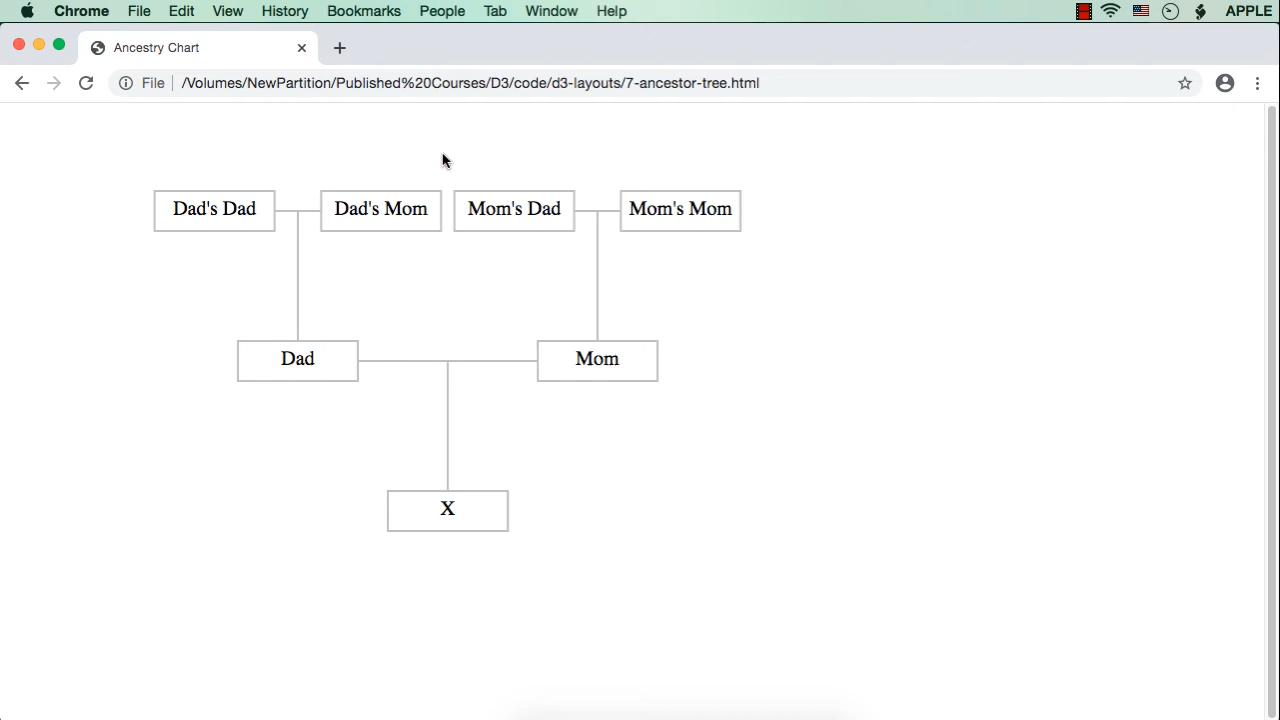 Chrome File Edit View History Bookmarks People Tab Window Help APPLE
Ancestry Chart
File /Volumes/NewPartition/Published%20Courses/D3/code/d3-layouts/7-ancestor-tree.html
Dad's Dad Dad's Mom Mom's Dad Mom's Mom
Dad Mom
X